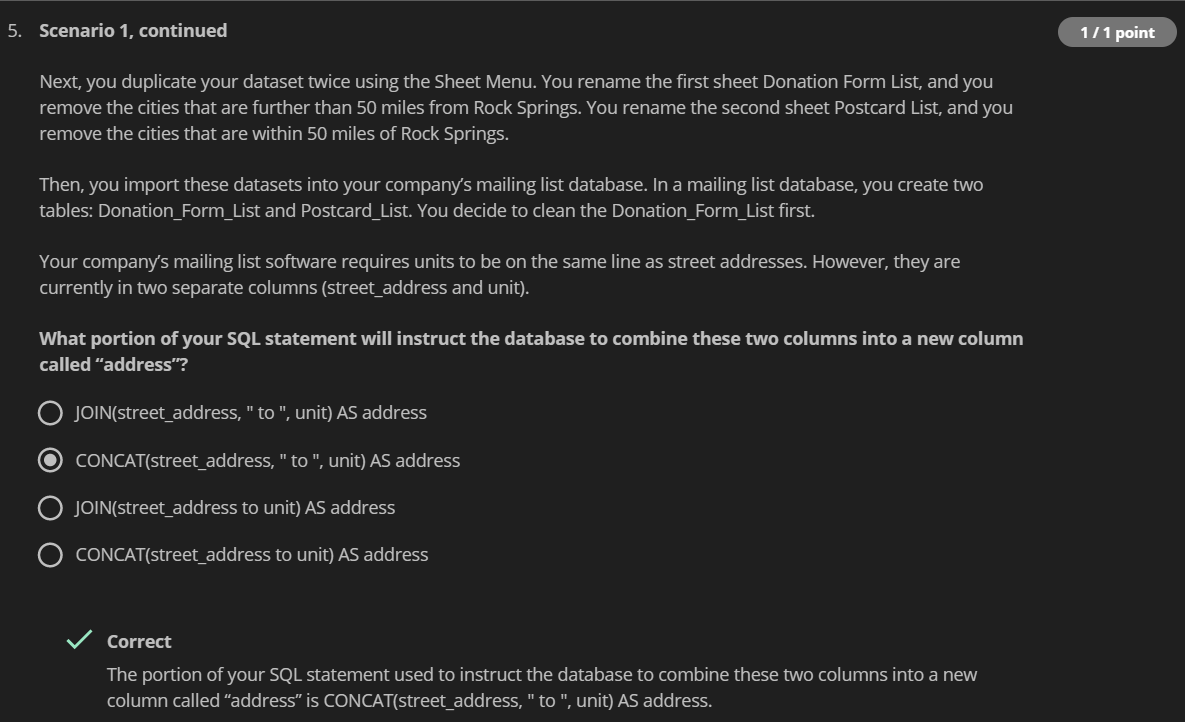 5. Scenario 1, continued
1 / 1 point
Next, you duplicate your dataset twice using the Sheet Menu. You rename the first sheet Donation Form List, and you
remove the cities that are further than 50 miles from Rock Springs. You rename the second sheet Postcard List, and you
remove the cities that are within 50 miles of Rock Springs.
Then, you import these datasets into your company’s mailing list database. In a mailing list database, you create two
tables: Donation_Form_List and Postcard_List. You decide to clean the Donation_Form_List first.
Your company’s mailing list software requires units to be on the same line as street addresses. However, they are
currently in two separate columns (street_address and unit).
What portion of your SQL statement will instruct the database to combine these two columns into a new column
called “address”?
JOIN(street_address, " to ", unit) AS address
CONCAT(street_address, " to ", unit) AS address
JOIN(street_address to unit) AS address
CONCAT(street_address to unit) AS address
Correct
The portion of your SQL statement used to instruct the database to combine these two columns into a new
column called “address” is CONCAT(street_address, " to ", unit) AS address.